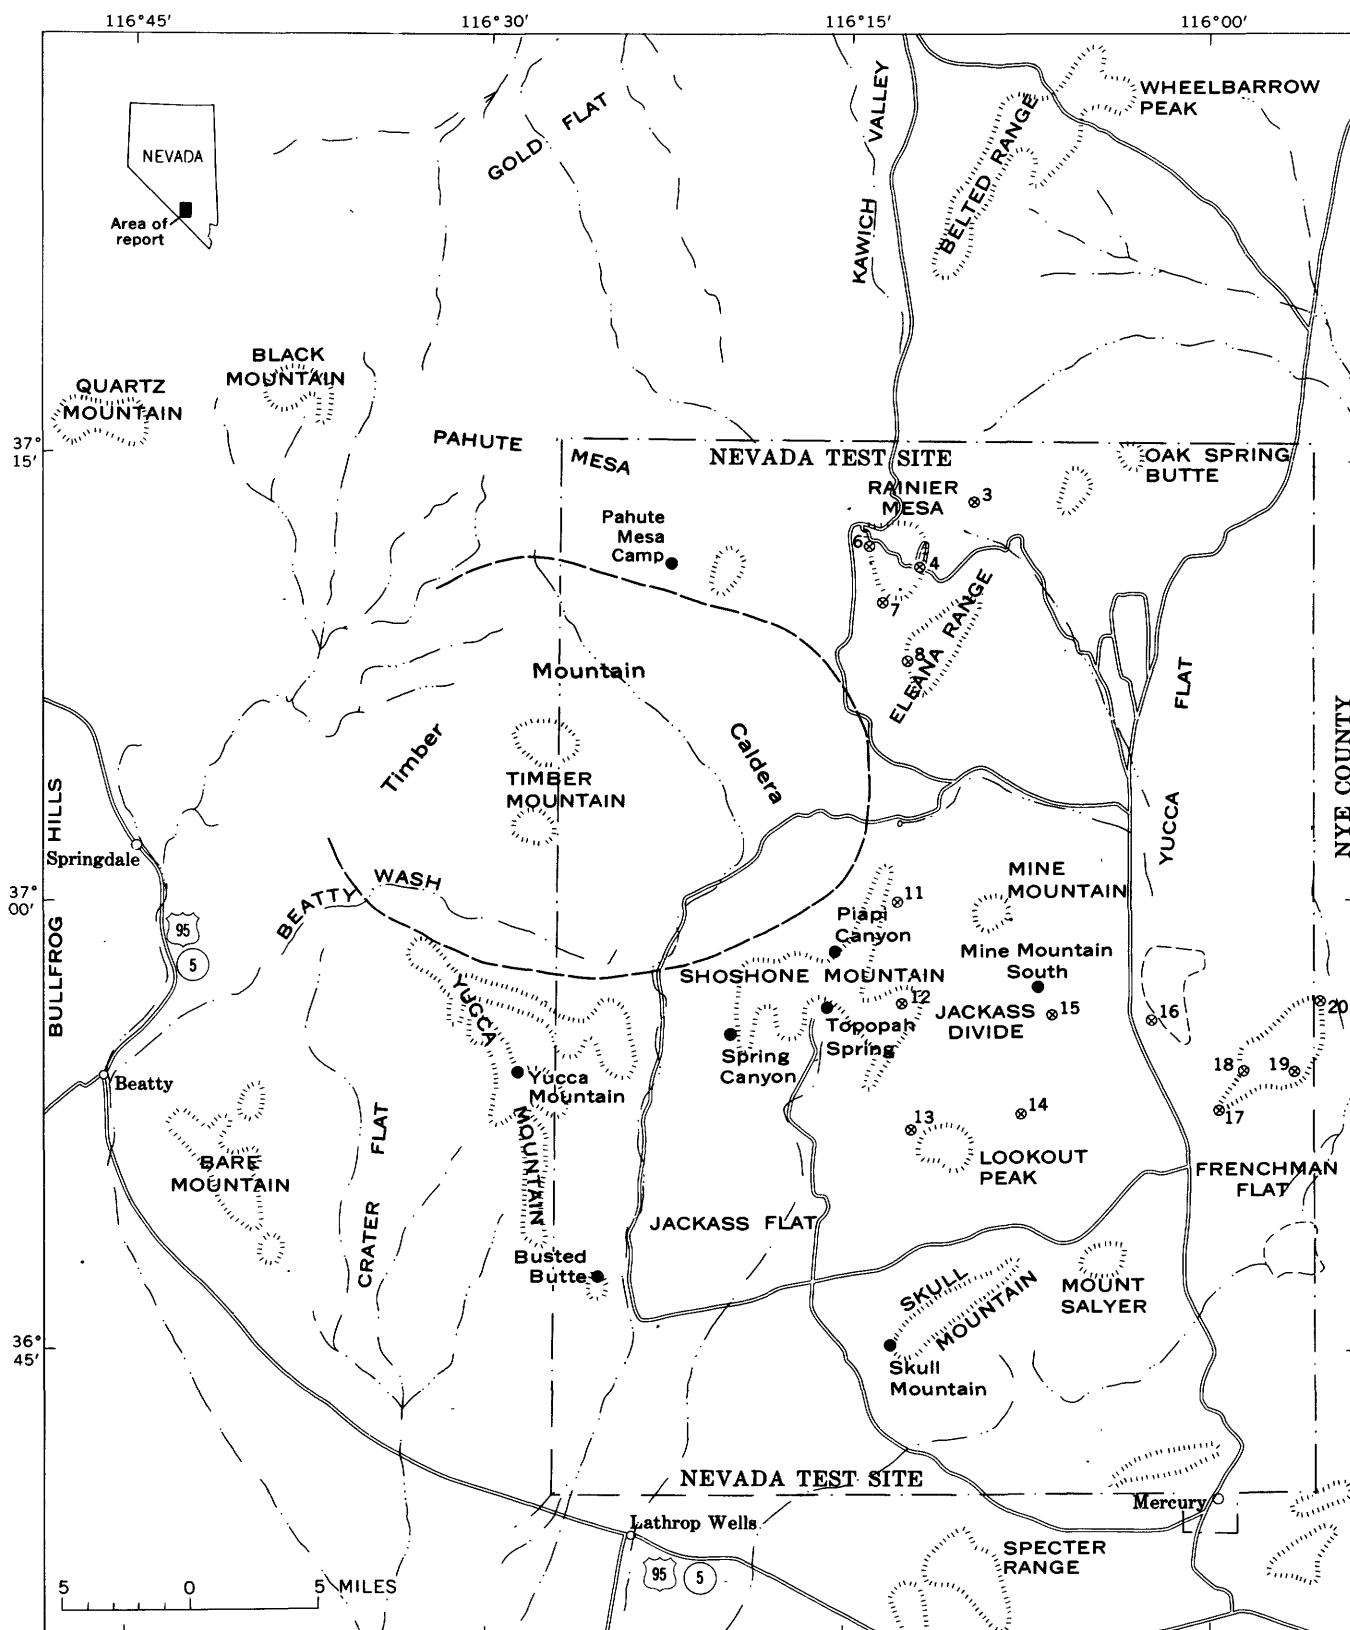 116°45'
116°30'
116°15'
116°00'
WHEELBARROW
PEAK
KAWICH VALLEY
BELTED RANGE
GOLD FLAT
NEVADA
Area of
report
BLACK
MOUNTAIN
QUARTZ
MOUNTAIN
37°
15'
PAHUTE MESA
NEVADA TEST SITE
OAK SPRING
BUTTE
RAINIER
MESA
3
Pahute
Mesa
Camp
6
4
7
8
ELEANA RANGE
Timber Mountain Caldera
TIMBER
MOUNTAIN
YUCCA FLAT
NYE COUNTY
BULLFROG HILLS
Springdale
37°
00'
BEATTY WASH
MINE
MOUNTAIN
11
Piapi
Canyon
Mine Mountain
South
95
5
SHOSHONE MOUNTAIN
12
JACKASS
DIVIDE
15
16
20
Topopah
Spring
Spring
Canyon
YUCCA MOUNTAIN
Yucca
Mountain
18
19
17
Beatty
13
14
BARE
MOUNTAIN
LOOKOUT
PEAK
FRENCHMAN
FLAT
CRATER FLAT
JACKASS FLAT
Busted
Butte
SKULL MOUNTAIN
MOUNT
SALYER
36°
45'
Skull
Mountain
NEVADA TEST SITE
Mercury
Lathrop Wells
95
5
SPECTER
RANGE
5 0 5 MILES